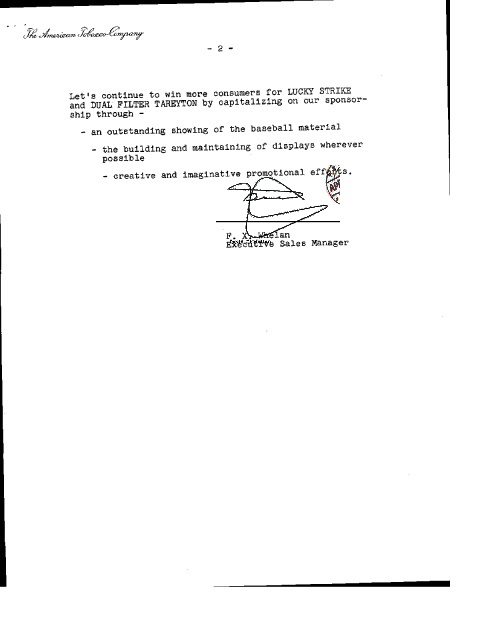 The American Tobacco Company
- 2 -
Let's continue to win more consumers for LUCKY STRIKE
and DUAL FILTER TAREYTON by capitalizing on our sponsor-
ship through -
- an outstanding showing of the baseball material
- the building and maintaining of displays wherever
possible
- creative and imaginative promotional efforts.
F. X. Whelan
Executive Sales Manager